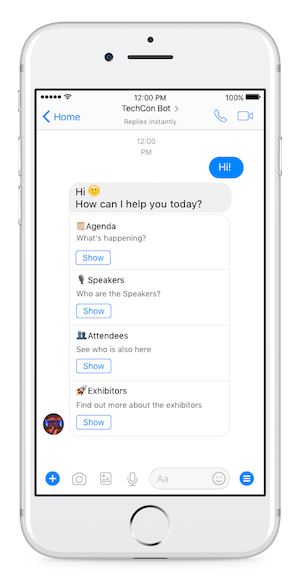 12:00 PM
100%
Home
TechCon Bot
Replies instantly
12:00
PM
Hi!
Hi
How can I help you today?
Agenda
What's happening?
Show
Speakers
Who are the Speakers?
Show
Attendees
See who is also here
Show
Exhibitors
Find out more about the exhibitors
Show
Aa